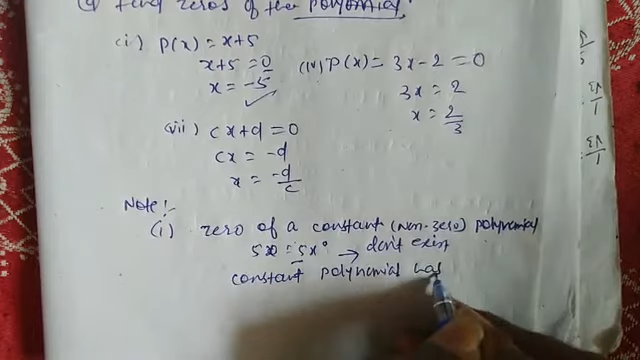 find zeros of the polynomial.
(i) P(x) = x+5
x+5 = 0
x = -5
(iv) P(x) = 3x-2 = 0
3x = 2
x = 2/3
(vii) cx+d = 0
cx = -d
x = -d/c
Note:-
(i) zero of a constant (non-zero) polynomial
= 5x° → don't exist
constant polynomial has